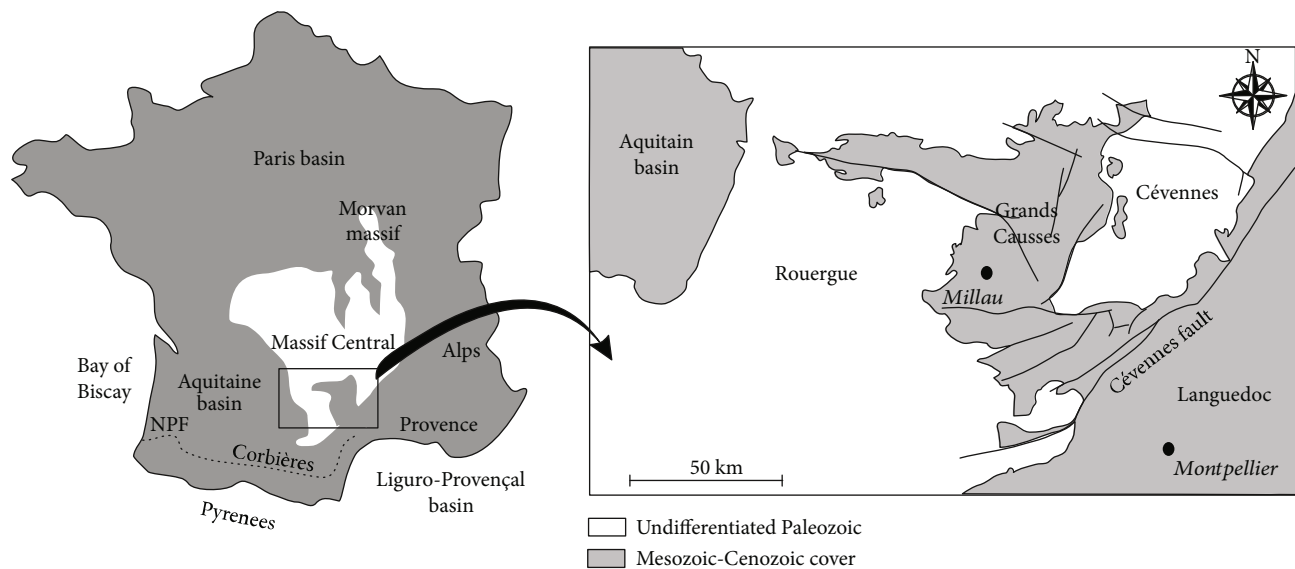 Paris basin
Morvan
massif
Massif Central
Alps
Bay of
Biscay
Aquitaine
basin
NPF
Provence
Corbières
Liguro-Provençal
basin
Pyrenees
N
Aquitain
basin
Cévennes
Grands
Causses
Rouergue
Millau
Cévennes fault
Languedoc
50 km
Montpellier
Undifferentiated Paleozoic
Mesozoic-Cenozoic cover